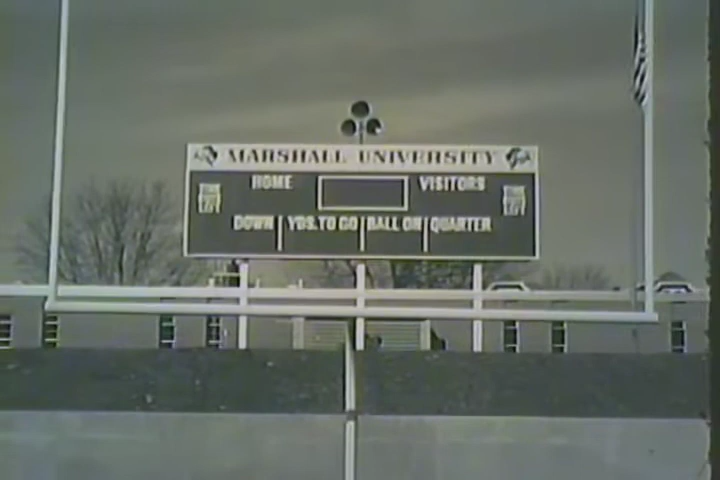 MARSHALL UNIVERSITY
HOME VISITORS
DOWN YDS. TO GO BALL ON QUARTER